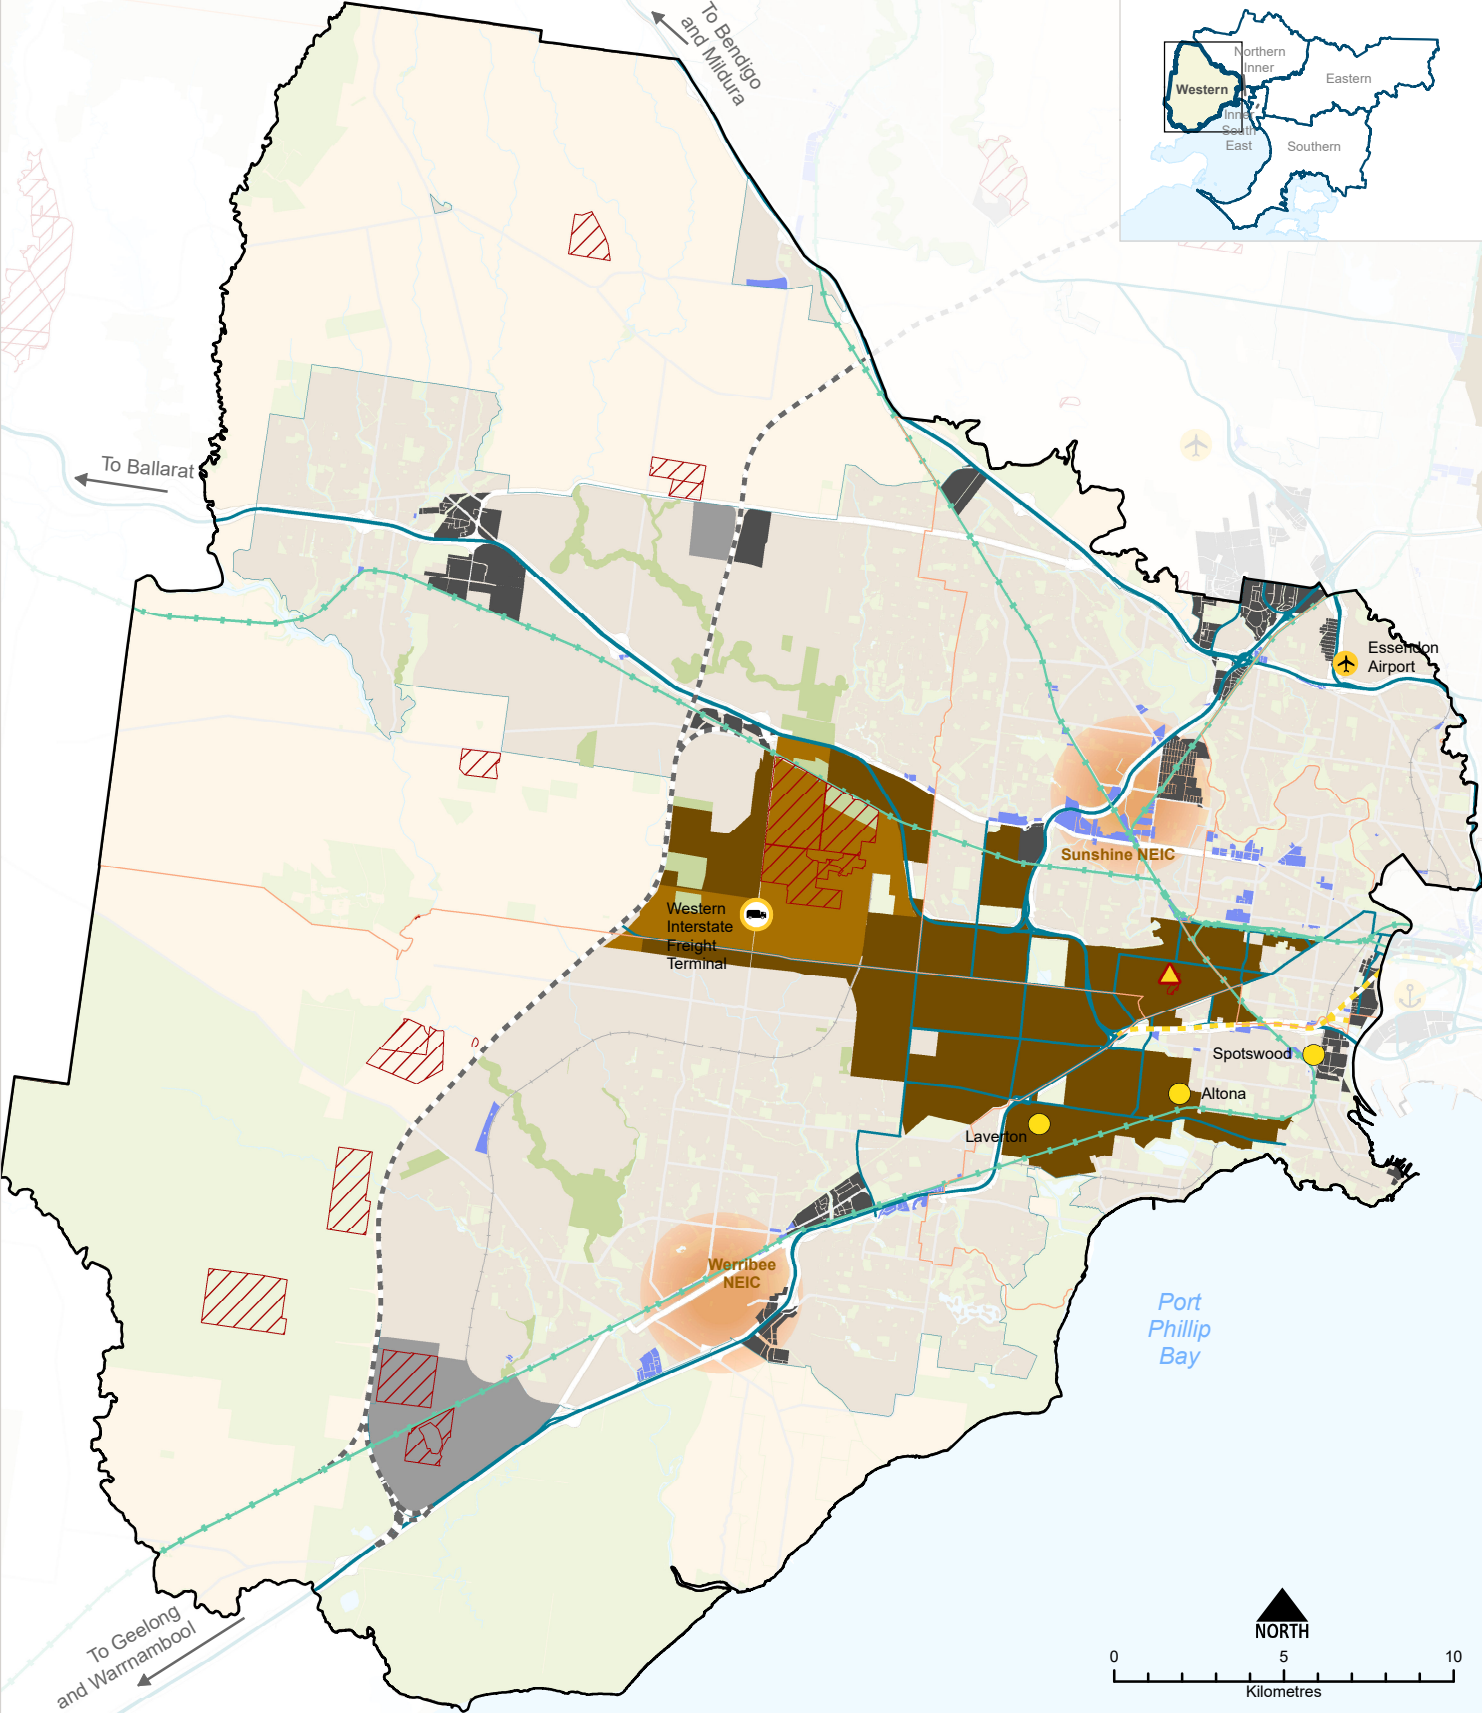 To Bendigo
and Mildura
Northern
Inner
Western
Eastern
Inner
South
East
Southern
To Ballarat
Essendon
Airport
Sunshine NEIC
Western
Interstate
Freight
Terminal
Spotswood
Altona
Laverton
Werribee
NEIC
Port
Phillip
Bay
To Geelong
and Warrnambool
NORTH
0 5 10
Kilometres